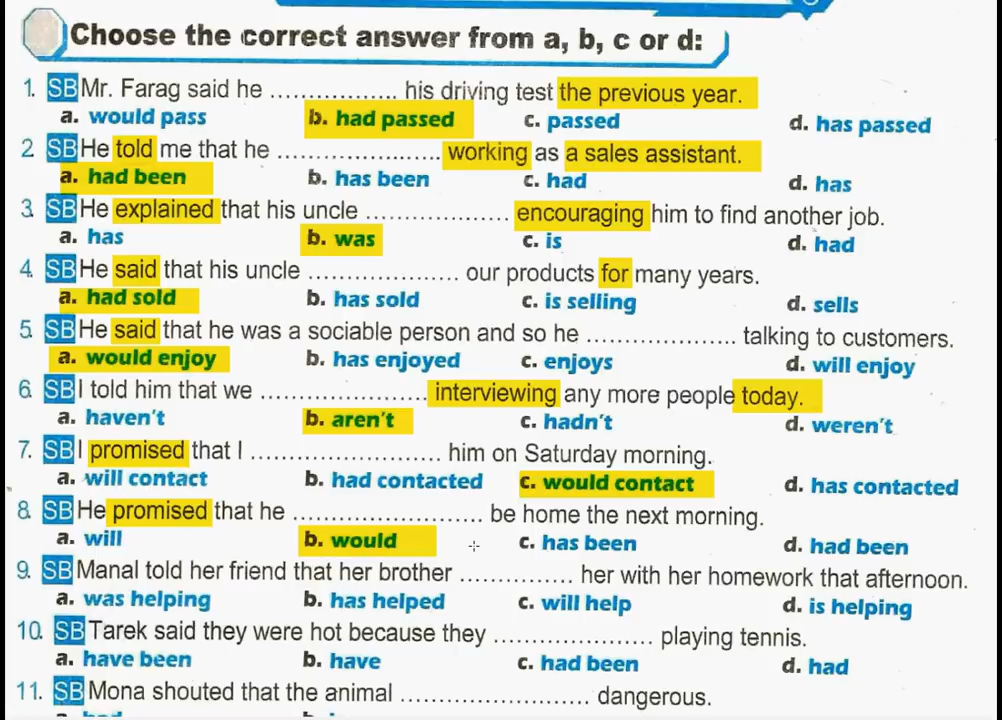 Choose the correct answer from a, b, c or d:
1. SB Mr. Farag said he ................. his driving test the previous year.
a. would pass b. had passed c. passed d. has passed
2. SB He told me that he ...................... working as a sales assistant.
a. had been b. has been c. had d. has
3. SB He explained that his uncle ................... encouraging him to find another job.
a. has b. was c. is d. had
4. SB He said that his uncle .................... our products for many years.
a. had sold b. has sold c. is selling d. sells
5. SB He said that he was a sociable person and so he .................... talking to customers.
a. would enjoy b. has enjoyed c. enjoys d. will enjoy
6. SB I told him that we ...................... interviewing any more people today.
a. haven't b. aren't c. hadn't d. weren't
7. SB I promised that I ......................... him on Saturday morning.
a. will contact b. had contacted c. would contact d. has contacted
8. SB He promised that he ......................... be home the next morning.
a. will b. would c. has been d. had been
9. SB Manal told her friend that her brother ............... her with her homework that afternoon.
a. was helping b. has helped c. will help d. is helping
10. SB Tarek said they were hot because they ..................... playing tennis.
a. have been b. have c. had been d. had
11. SB Mona shouted that the animal ......................... dangerous.